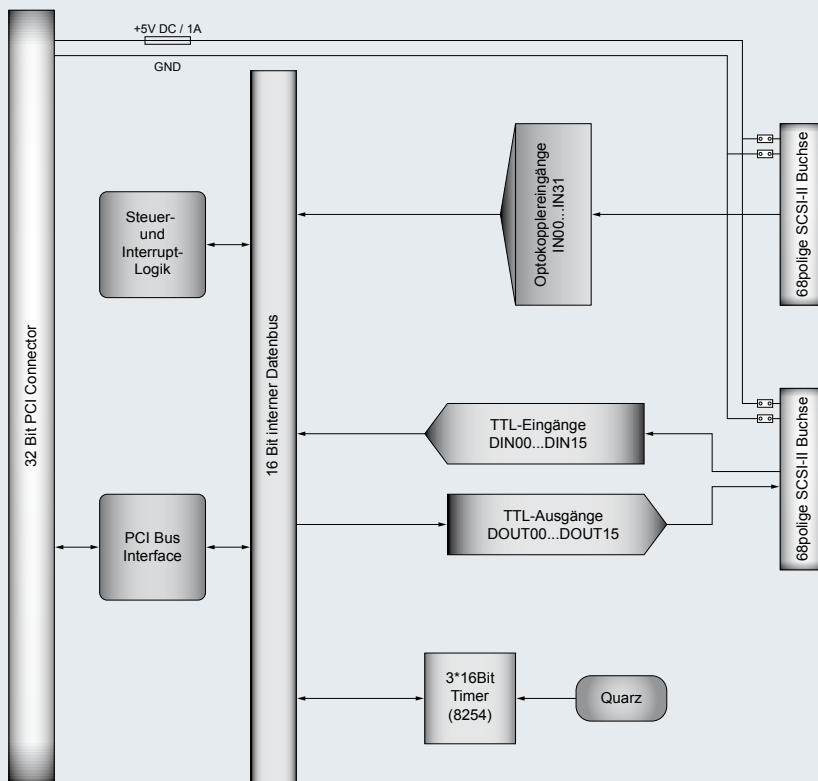 +5V DC / 1A
GND
32 Bit PCI Connector
Steuer-
und
Interrupt-
Logik
PCI Bus
Interface
16 Bit interner Datenbus
Optokopplereingänge
IN00...IN31
68polige SCSI-II Buchse
TTL-Eingänge
DIN00...DIN15
TTL-Ausgänge
DOUT00...DOUT15
68polige SCSI-II Buchse
3*16Bit
Timer
(8254)
Quarz